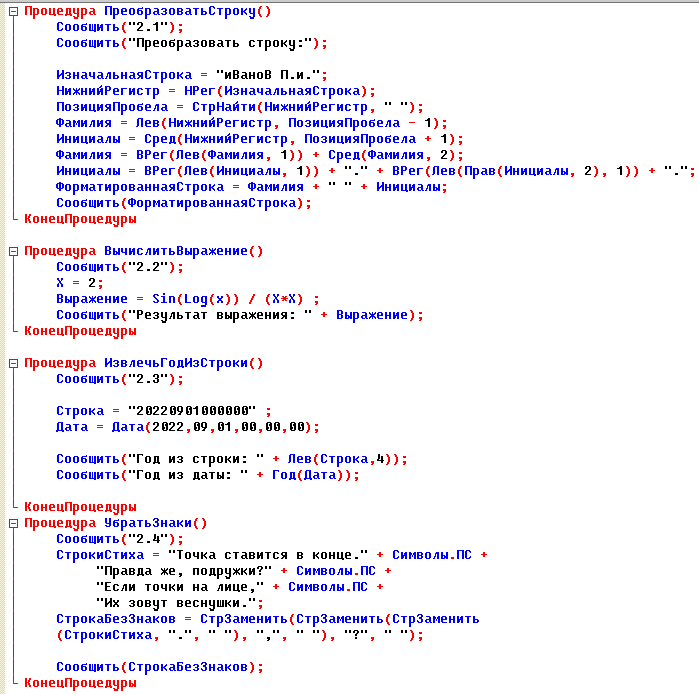 Процедура ПреобразоватьСтроку()
Сообщить("2.1");
Сообщить("Преобразовать строку:");
ИзначальнаяСтрока = "иВаноВ П.и.";
НижнийРегистр = НРег(ИзначальнаяСтрока);
ПозицияПробела = СтрНайти(НижнийРегистр, " ");
Фамилия = Лев(НижнийРегистр, ПозицияПробела - 1);
Инициалы = Сред(НижнийРегистр, ПозицияПробела + 1);
Фамилия = ВРег(Лев(Фамилия, 1)) + Сред(Фамилия, 2);
Инициалы = ВРег(Лев(Инициалы, 1)) + "." + ВРег(Лев(Прав(Инициалы, 2), 1)) + ".";
ФорматированнаяСтрока = Фамилия + " " + Инициалы;
Сообщить(ФорматированнаяСтрока);
КонецПроцедуры
Процедура ВычислитьВыражение()
Сообщить("2.2");
X = 2;
Выражение = Sin(Log(x)) / (X*X) ;
Сообщить("Результат выражения: " + Выражение);
КонецПроцедуры
Процедура ИзвлечьГодИзСтроки()
Сообщить("2.3");
Строка = "20220901000000" ;
Дата = Дата(2022,09,01,00,00,00);
Сообщить("Год из строки: " + Лев(Строка,4));
Сообщить("Год из даты: " + Год(Дата));
КонецПроцедуры
Процедура УбратьЗнаки()
Сообщить("2.4");
СтрокиСтиха = "Точка ставится в конце." + Символы.ПС +
"Правда же, подружки?" + Символы.ПС +
"Если точки на лице," + Символы.ПС +
"Их зовут веснушки.";
СтрокаБезЗнаков = СтрЗаменить(СтрЗаменить(СтрЗаменить
(СтрокиСтиха, ".", " "), ",", " "), "?", " ");
Сообщить(СтрокаБезЗнаков);
КонецПроцедуры